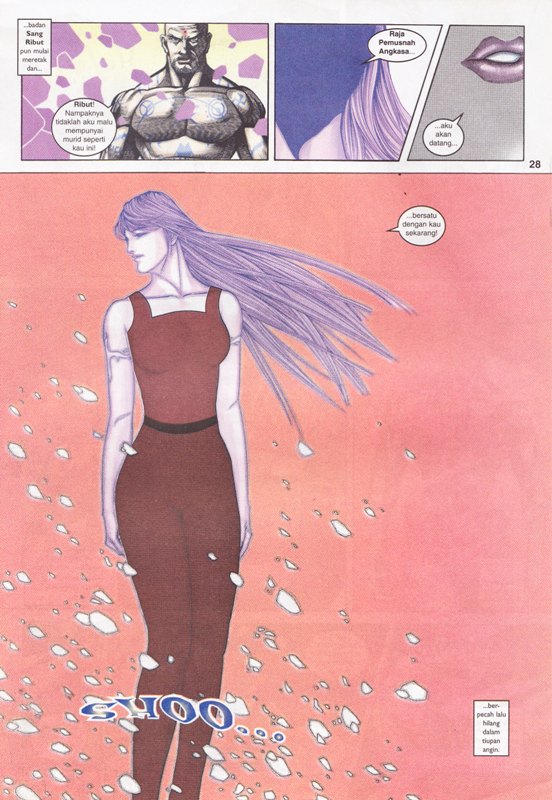 ...badan
Sang
Ribut
pun mulai
meretak
dan...
Ribut!
Nampaknya
tidaklah aku malu
mempunyai
murid seperti
kau ini!
Raja
Pemusnah
Angkasa...
...aku
akan
datang...
28
...bersatu
dengan kau
sekarang!
SHOO...
...ber-
pecah lalu
hilang
dalam
tiupan
angin.